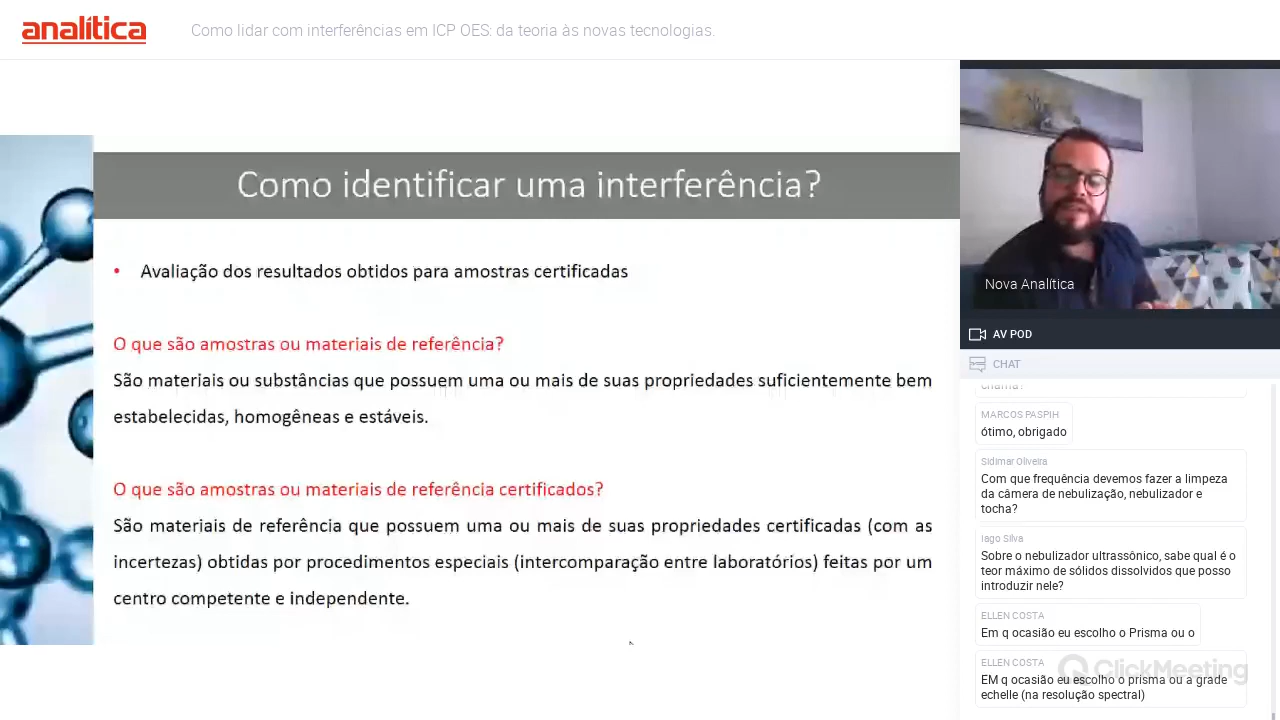 analítica
Como lidar com interferências em ICP OES: da teoria às novas tecnologias.
Como identificar uma interferência?
• Avaliação dos resultados obtidos para amostras certificadas
O que são amostras ou materiais de referência?
São materiais ou substâncias que possuem uma ou mais de suas propriedades suficientemente bem
estabelecidas, homogêneas e estáveis.
O que são amostras ou materiais de referência certificados?
São materiais de referência que possuem uma ou mais de suas propriedades certificadas (com as
incertezas) obtidas por procedimentos especiais (intercomparação entre laboratórios) feitas por um
centro competente e independente.
Nova Analítica
AV POD
CHAT
chama?
MARCOS PASPIH
ótimo, obrigado
Sidimar Oliveira
Com que frequência devemos fazer a limpeza
da câmera de nebulização, nebulizador e
tocha?
Iago Silva
Sobre o nebulizador ultrassônico, sabe qual é o
teor máximo de sólidos dissolvidos que posso
introduzir nele?
ELLEN COSTA
Em q ocasião eu escolho o Prisma ou o
ELLEN COSTA
EM q ocasião eu escolho o prisma ou a grade
echelle (na resolução spectral)
ClickMeeting